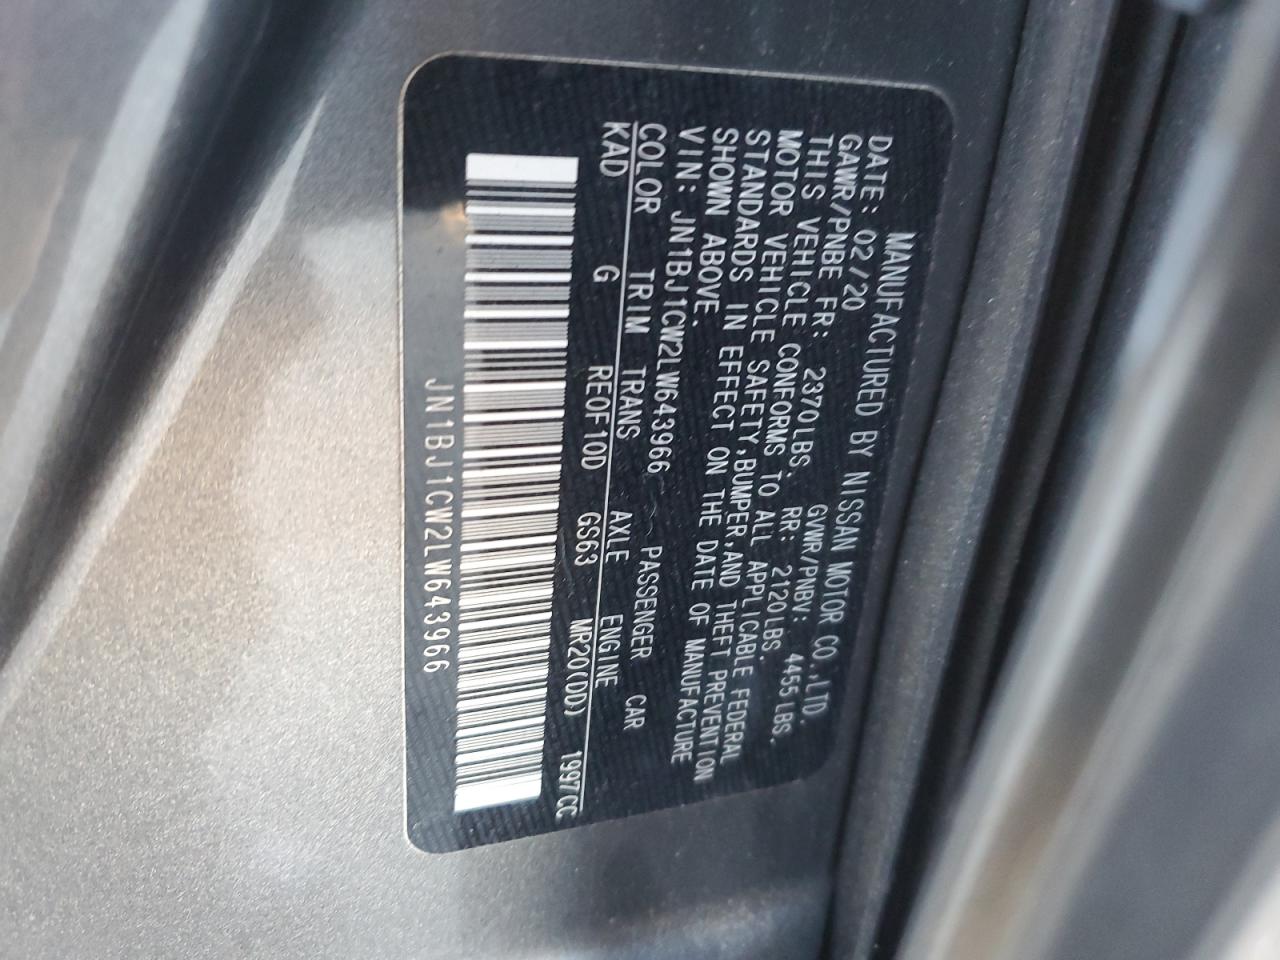 MANUFACTURED BY NISSAN MOTOR CO.,LTD.
DATE: 02/20 GVWR/PNBV: 4455LBS.
GAWR/PNBE FR: 2370LBS. RR: 2120LBS.
THIS VEHICLE CONFORMS TO ALL APPLICABLE FEDERAL
MOTOR VEHICLE SAFETY,BUMPER,AND THEFT PREVENTION
STANDARDS IN EFFECT ON THE DATE OF MANUFACTURE
SHOWN ABOVE.
VIN: JN1BJ1CW2LW643966 PASSENGER CAR
COLOR TRIM TRANS AXLE ENGINE
KAD G RE0F10D GS63 MR20(DD) 1997CC
JN1BJ1CW2LW643966